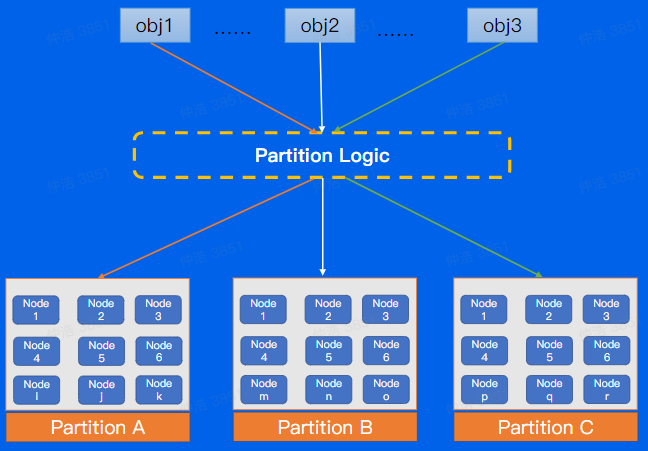 obj1 ...... obj2 ...... obj3
Partition Logic
Node 1
Node 2
Node 3
Node 4
Node 5
Node 6
Node l
Node j
Node k
Partition A
Node 1
Node 2
Node 3
Node 4
Node 5
Node 6
Node m
Node n
Node o
Partition B
Node 1
Node 2
Node 3
Node 4
Node 5
Node 6
Node p
Node q
Node r
Partition C